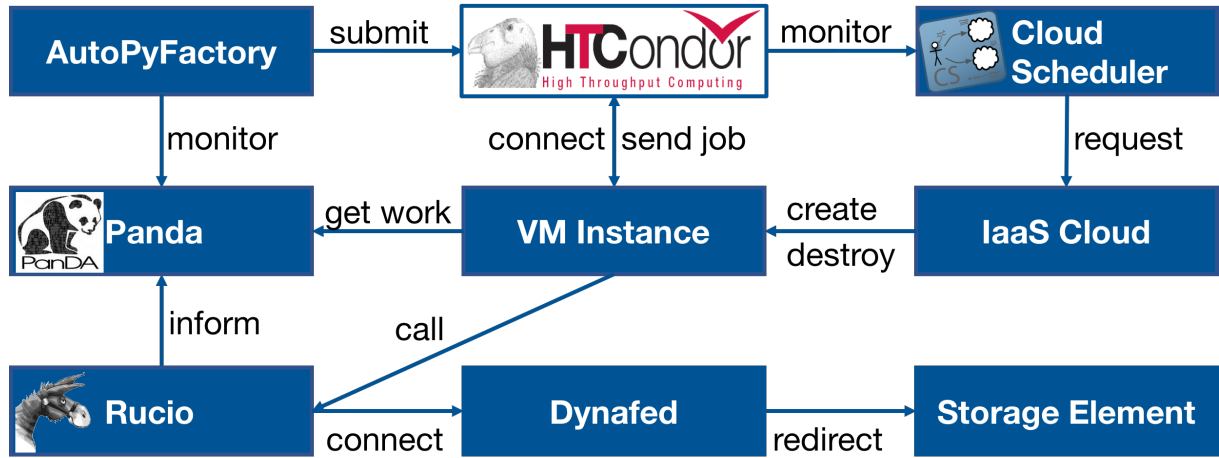 AutoPyFactory
submit
HTCondor
High Throughput Computing
monitor
CS
Cloud
Scheduler
monitor
connect
send job
request
PanDA
Panda
get work
VM Instance
create
destroy
IaaS Cloud
inform
call
Rucio
connect
Dynafed
redirect
Storage Element